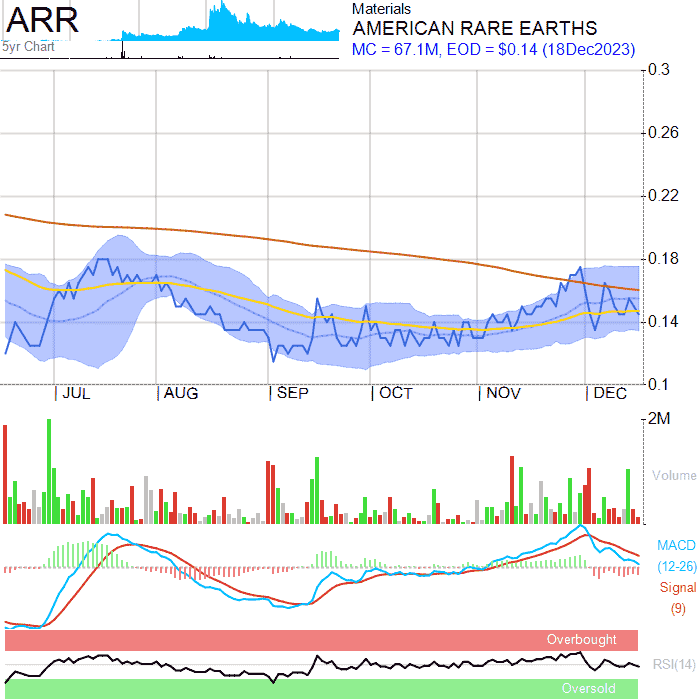 ARR
5yr Chart
Materials
AMERICAN RARE EARTHS
MC = 67.1M, EOD = $0.14 (18Dec2023)
0.3
0.26
0.22
0.18
0.14
0.1
JUL AUG SEP OCT NOV DEC
2M
Volume
MACD
(12-26)
Signal
(9)
Overbought
RSI(14)
Oversold